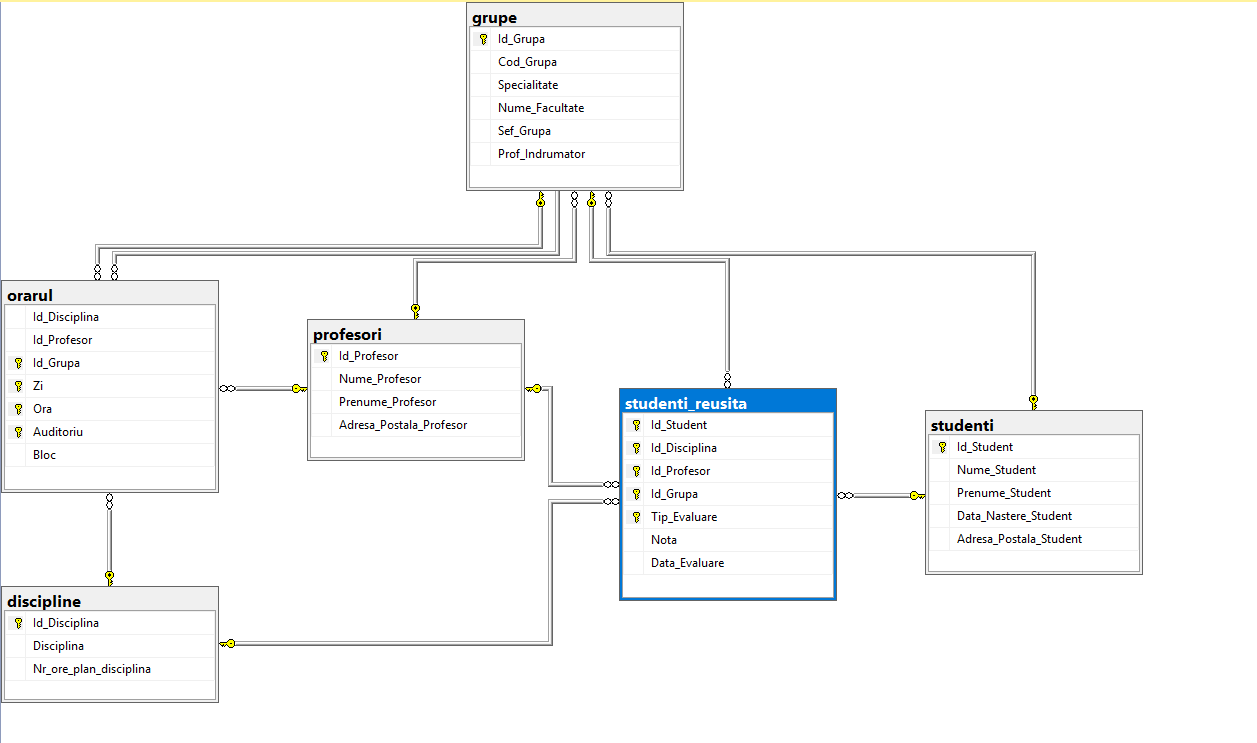 grupe
Id_Grupa
Cod_Grupa
Specialitate
Nume_Facultate
Sef_Grupa
Prof_Indrumator
orarul
Id_Disciplina
Id_Profesor
Id_Grupa
Zi
Ora
Auditoriu
Bloc
profesori
Id_Profesor
Nume_Profesor
Prenume_Profesor
Adresa_Postala_Profesor
studenti_reusita
Id_Student
Id_Disciplina
Id_Profesor
Id_Grupa
Tip_Evaluare
Nota
Data_Evaluare
studenti
Id_Student
Nume_Student
Prenume_Student
Data_Nastere_Student
Adresa_Postala_Student
discipline
Id_Disciplina
Disciplina
Nr_ore_plan_disciplina